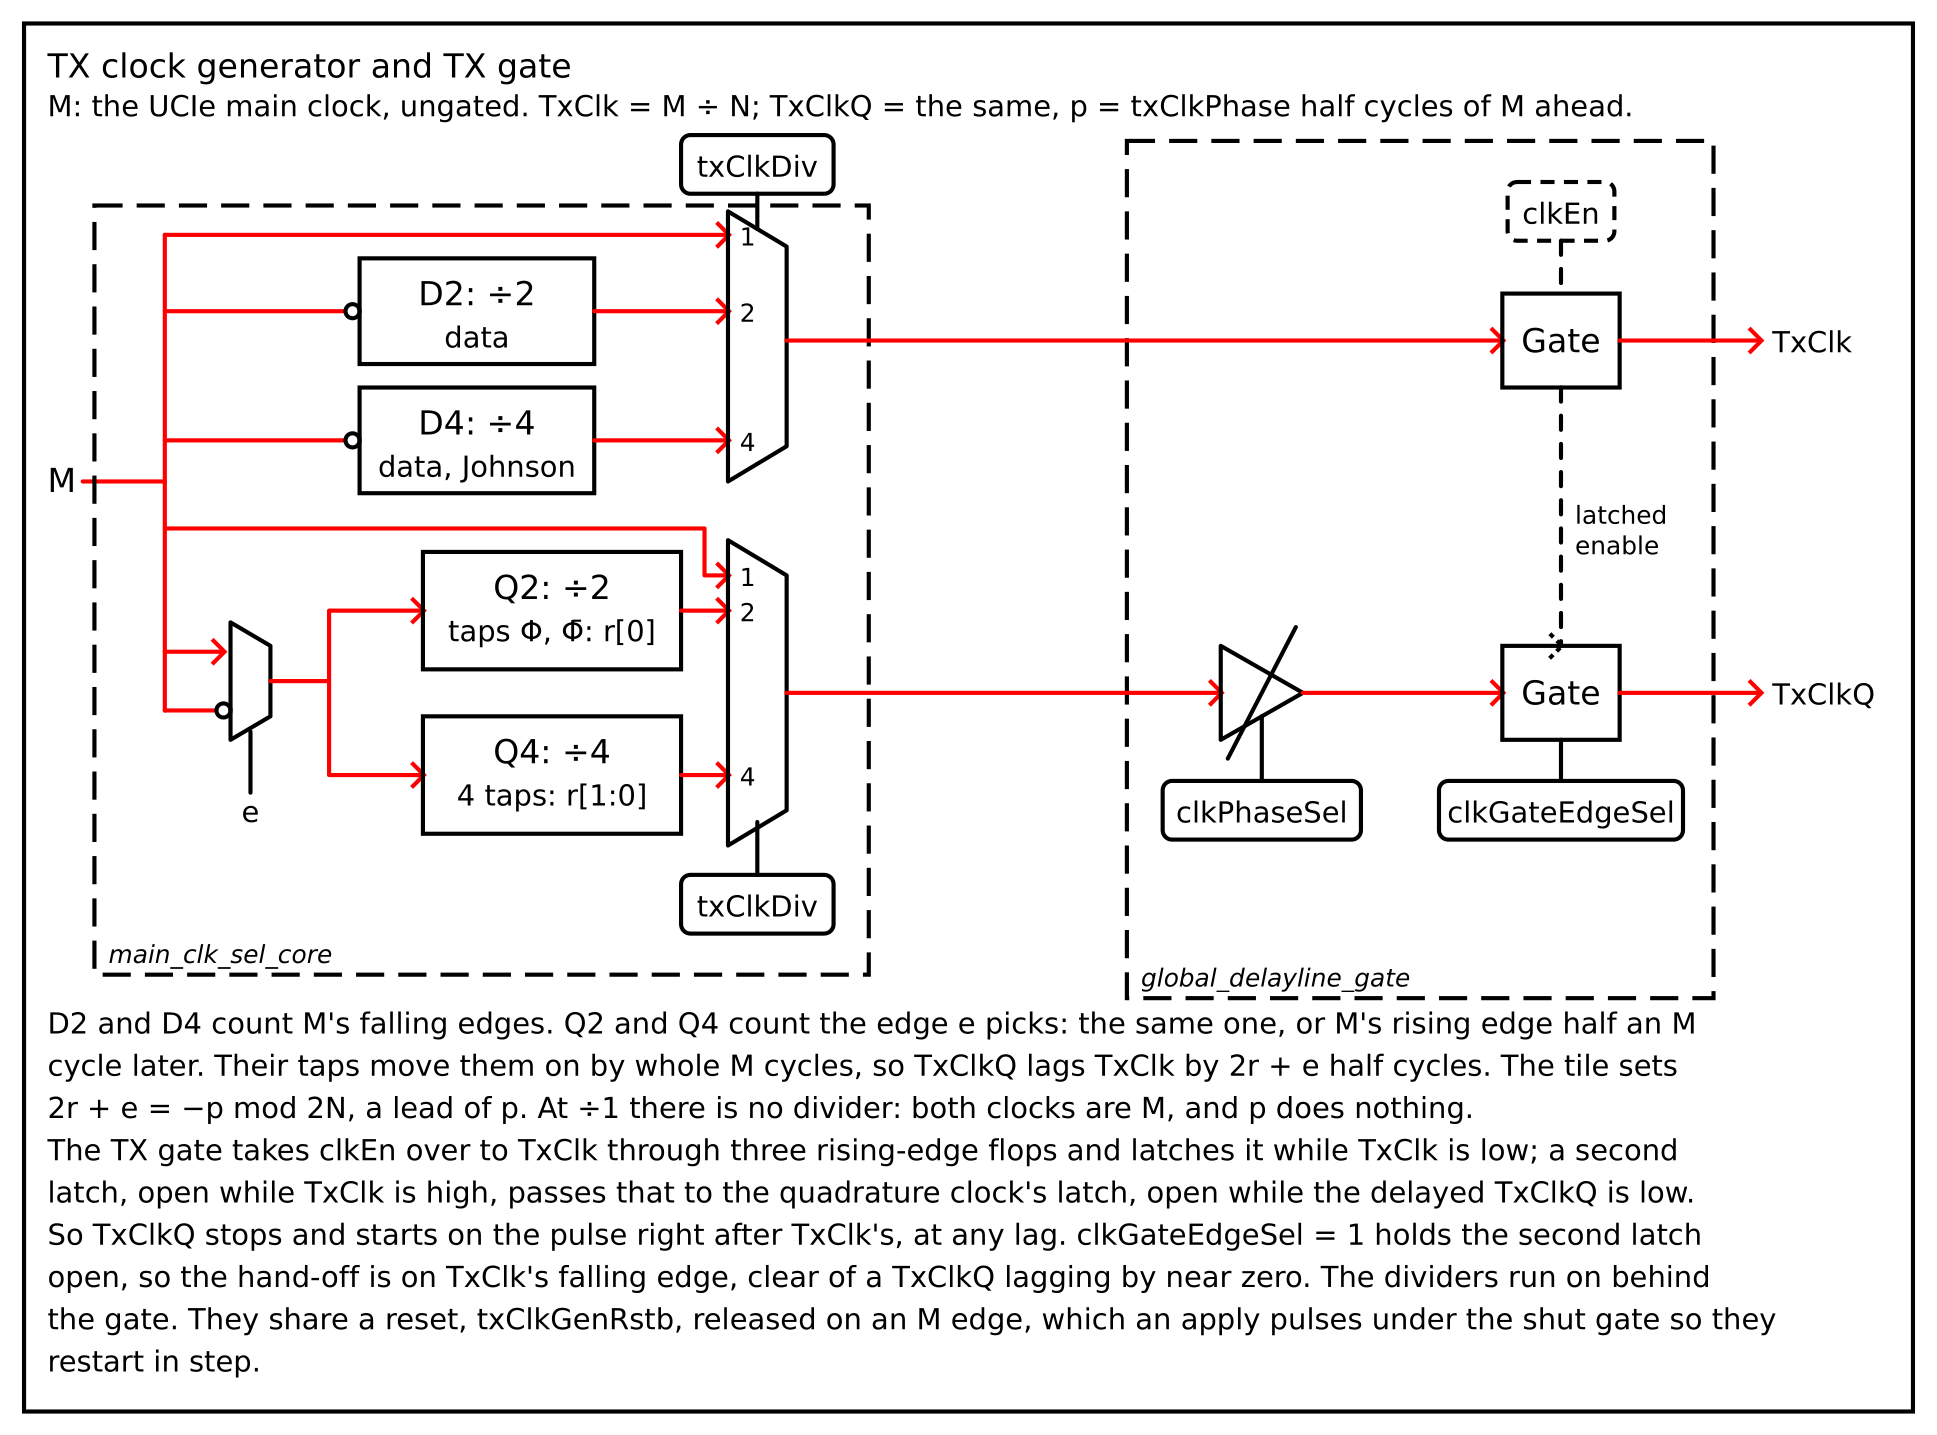 TX clock generator and TX gate
M: the UCIe main clock, ungated. TxClk = M ÷ N; TxClkQ = the same, p = txClkPhase half cycles of M ahead.
txClkDiv
clkEn
1
D2: ÷2
data
2
Gate
TxClk
D4: ÷4
data, Johnson
4
M
latched
enable
Q2: ÷2
taps Φ, Φ̄: r[0]
1
2
Gate
TxClkQ
Q4: ÷4
4 taps: r[1:0]
4
e
clkPhaseSel
clkGateEdgeSel
txClkDiv
main_clk_sel_core
global_delayline_gate
D2 and D4 count M's falling edges. Q2 and Q4 count the edge e picks: the same one, or M's rising edge half an M
cycle later. Their taps move them on by whole M cycles, so TxClkQ lags TxClk by 2r + e half cycles. The tile sets
2r + e = −p mod 2N, a lead of p. At ÷1 there is no divider: both clocks are M, and p does nothing.
The TX gate takes clkEn over to TxClk through three rising-edge flops and latches it while TxClk is low; a second
latch, open while TxClk is high, passes that to the quadrature clock's latch, open while the delayed TxClkQ is low.
So TxClkQ stops and starts on the pulse right after TxClk's, at any lag. clkGateEdgeSel = 1 holds the second latch
open, so the hand-off is on TxClk's falling edge, clear of a TxClkQ lagging by near zero. The dividers run on behind
the gate. They share a reset, txClkGenRstb, released on an M edge, which an apply pulses under the shut gate so they
restart in step.